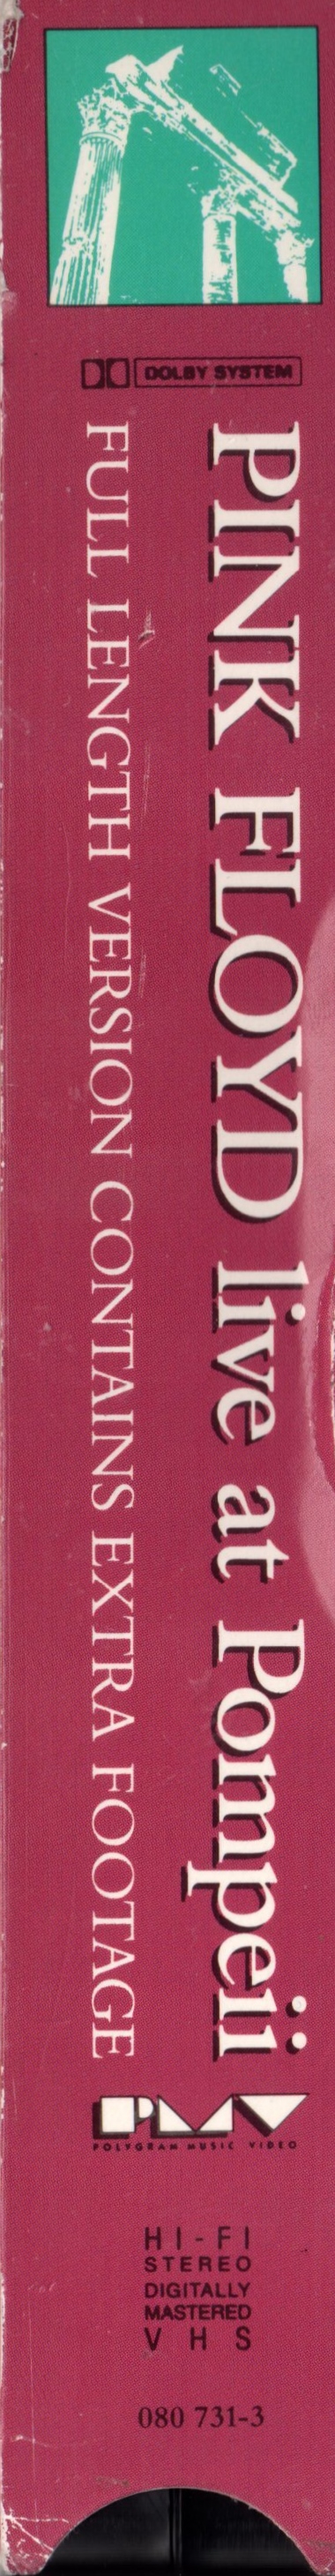 DOLBY SYSTEM
PINK FLOYD live at Pompeii
FULL LENGTH VERSION CONTAINS EXTRA FOOTAGE
PMV
POLYGRAM MUSIC VIDEO
HI-FI
STEREO
DIGITALLY
MASTERED
VHS
080 731-3